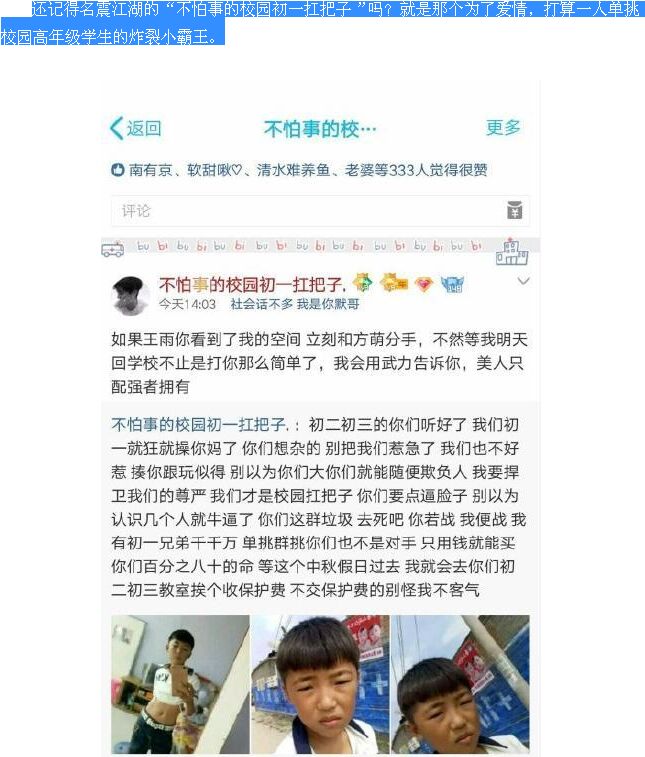 还记得名震江湖的“不怕事的校园初一扛把子”吗？就是那个为了爱情，打算一人单挑
校园高年级学生的炸裂小霸王。
返回
不怕事的校···
更多
南有京、软甜啾♡、清水难养鱼、老婆等333人觉得很赞
评论
bu bi bu bi bu bi bu bi bu bi bu bi bu bi bu bi bu bi
不怕事的校园初一扛把子.
今天14:03 社会话不多 我是你默哥
如果王雨你看到了我的空间 立刻和方萌分手，不然等我明天
回学校不止是打你那么简单了，我会用武力告诉你，美人只
配强者拥有
不怕事的校园初一扛把子.：初二初三的你们听好了 我们初
一就狂就操你妈了 你们想杂的 别把我们惹急了 我们也不好
惹 揍你跟玩似得 别以为你们大你们就能随便欺负人 我要捍
卫我们的尊严 我们才是校园扛把子 你们要点逼脸子 别以为
认识几个人就牛逼了 你们这群垃圾 去死吧 你若战 我便战 我
有初一兄弟千千万 单挑群挑你们也不是对手 只用钱就能买
你们百分之八十的命 等这个中秋假日过去 我就会去你们初
二初三教室挨个收保护费 不交保护费的别怪我不客气